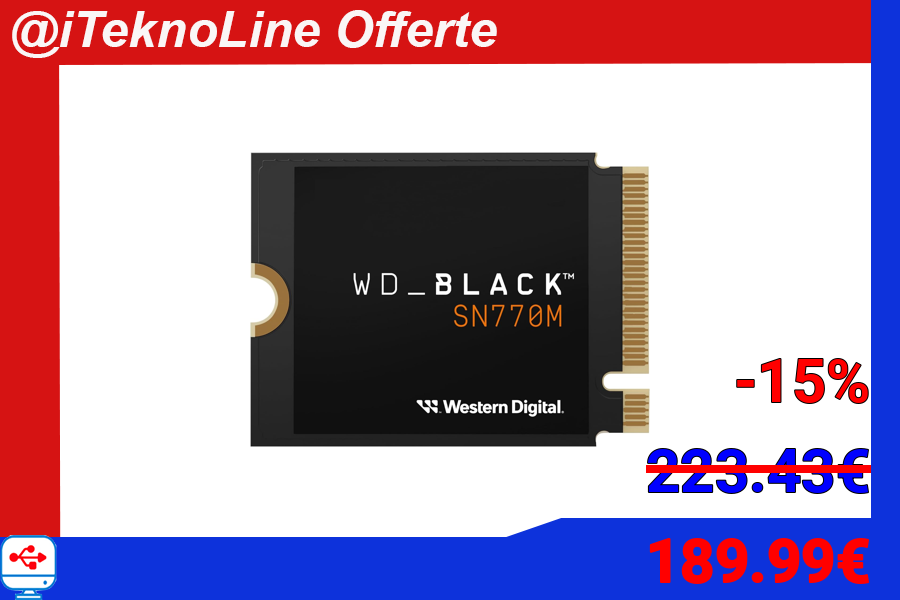 @iTeknoLine Offerte
WD_BLACK™
SN770M
Western Digital.
-15%
223.43€
189.99€